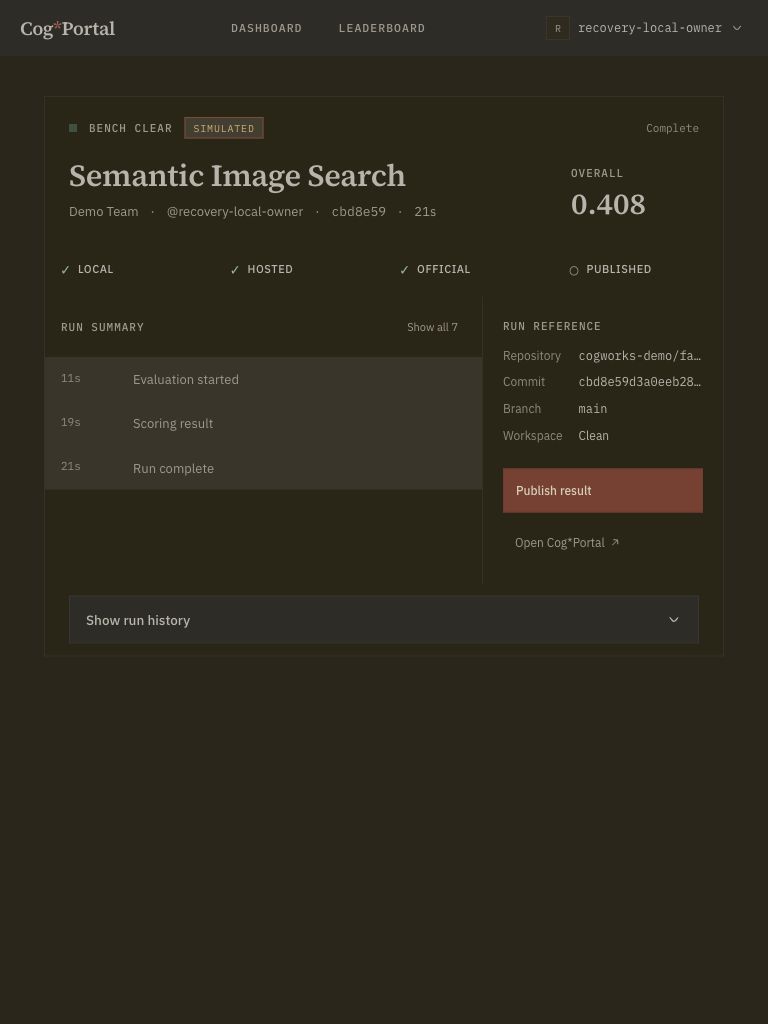 Cog*Portal
DASHBOARD LEADERBOARD
R recovery-local-owner
BENCH CLEAR SIMULATED Complete
Semantic Image Search
Demo Team · @recovery-local-owner · cbd8e59 · 21s
OVERALL
0.408
✓ LOCAL ✓ HOSTED ✓ OFFICIAL ○ PUBLISHED
RUN SUMMARY Show all 7
11s Evaluation started
19s Scoring result
21s Run complete
RUN REFERENCE
Repository cogworks-demo/fa…
Commit cbd8e59d3a0eeb28…
Branch main
Workspace Clean
Publish result
Open Cog*Portal ↗
Show run history